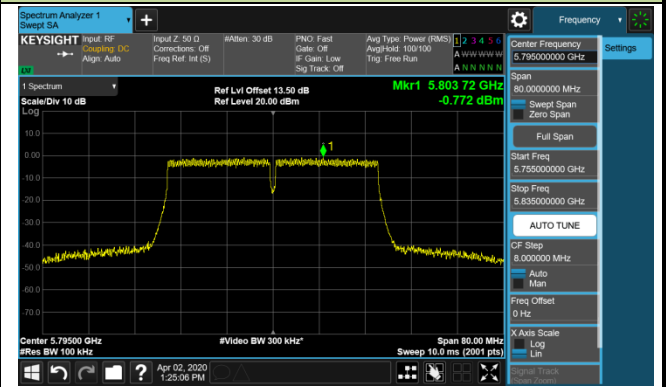 Spectrum Analyzer 1
Swept SA
+
Frequency
KEYSIGHT
Input: RF
Coupling: DC
Align: Auto
Input Z: 50 Ω
Corrections: Off
Freq Ref: Int (S)
#Atten: 30 dB
PNO: Fast
Gate: Off
IF Gain: Low
Sig Track: Off
Avg Type: Power (RMS)
Avg|Hold: 100/100
Trig: Free Run
1 2 3 4 5 6
A W W W W W
A N N N N N
LXI
1 Spectrum
Scale/Div 10 dB
Ref Lvl Offset 13.50 dB
Ref Level 20.00 dBm
Mkr1 5.803 72 GHz
-0.772 dBm
Log
10.0
0.00
-10.0
-20.0
-30.0
-40.0
-50.0
-60.0
-70.0
1
Center 5.79500 GHz
#Res BW 100 kHz
#Video BW 300 kHz*
Span 80.00 MHz
Sweep 10.0 ms (2001 pts)
Center Frequency
5.795000000 GHz
Settings
Span
80.0000000 MHz
Swept Span
Zero Span
Full Span
Start Freq
5.755000000 GHz
Stop Freq
5.835000000 GHz
AUTO TUNE
CF Step
8.000000 MHz
Auto
Man
Freq Offset
0 Hz
X Axis Scale
Log
Lin
Signal Track
(Span Zoom)
?
Apr 02, 2020
1:25:06 PM